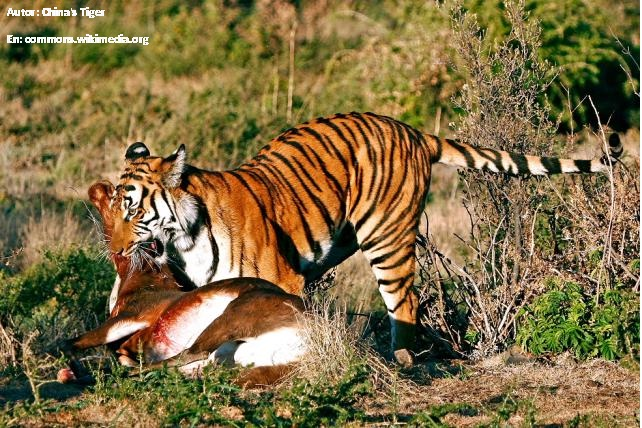 Autor : China's Tiger
En: commons.wikimedia.org